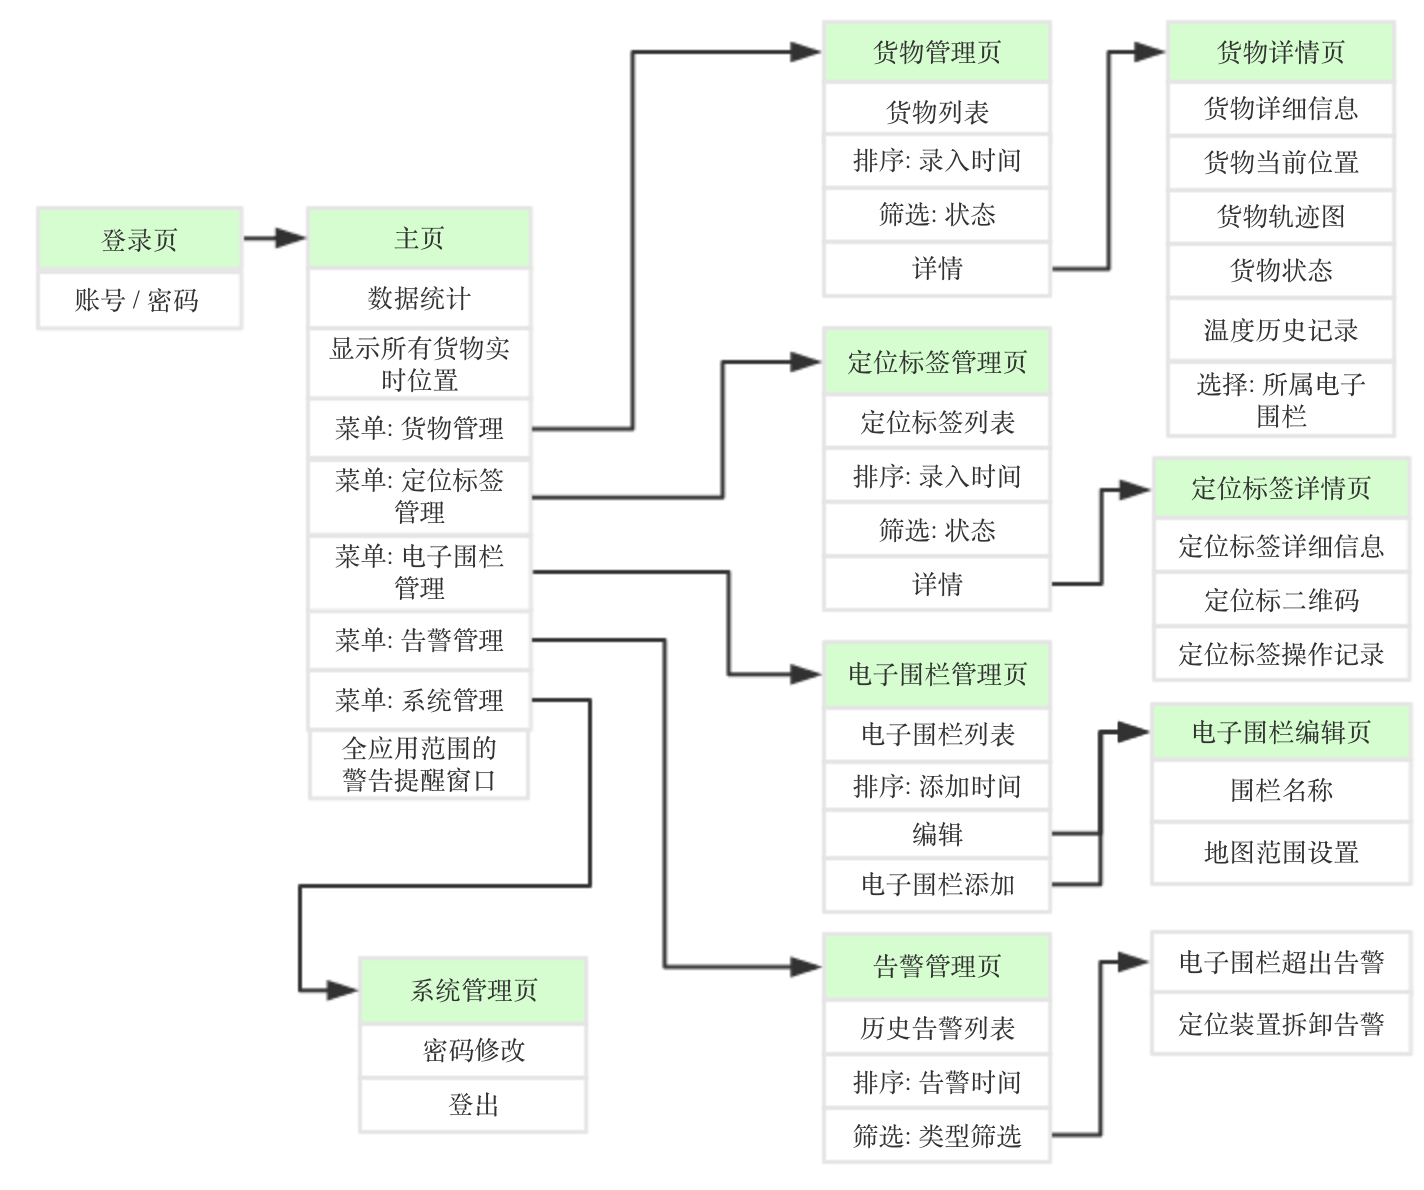 登录页
账号 / 密码
主页
数据统计
显示所有货物实
时位置
菜单: 货物管理
菜单: 定位标签
管理
菜单: 电子围栏
管理
菜单: 告警管理
菜单: 系统管理
全应用范围的
警告提醒窗口
系统管理页
密码修改
登出
货物管理页
货物列表
排序: 录入时间
筛选: 状态
详情
定位标签管理页
定位标签列表
排序: 录入时间
筛选: 状态
详情
电子围栏管理页
电子围栏列表
排序: 添加时间
编辑
电子围栏添加
告警管理页
历史告警列表
排序: 告警时间
筛选: 类型筛选
货物详情页
货物详细信息
货物当前位置
货物轨迹图
货物状态
温度历史记录
选择: 所属电子
围栏
定位标签详情页
定位标签详细信息
定位标二维码
定位标签操作记录
电子围栏编辑页
围栏名称
地图范围设置
电子围栏超出告警
定位装置拆卸告警